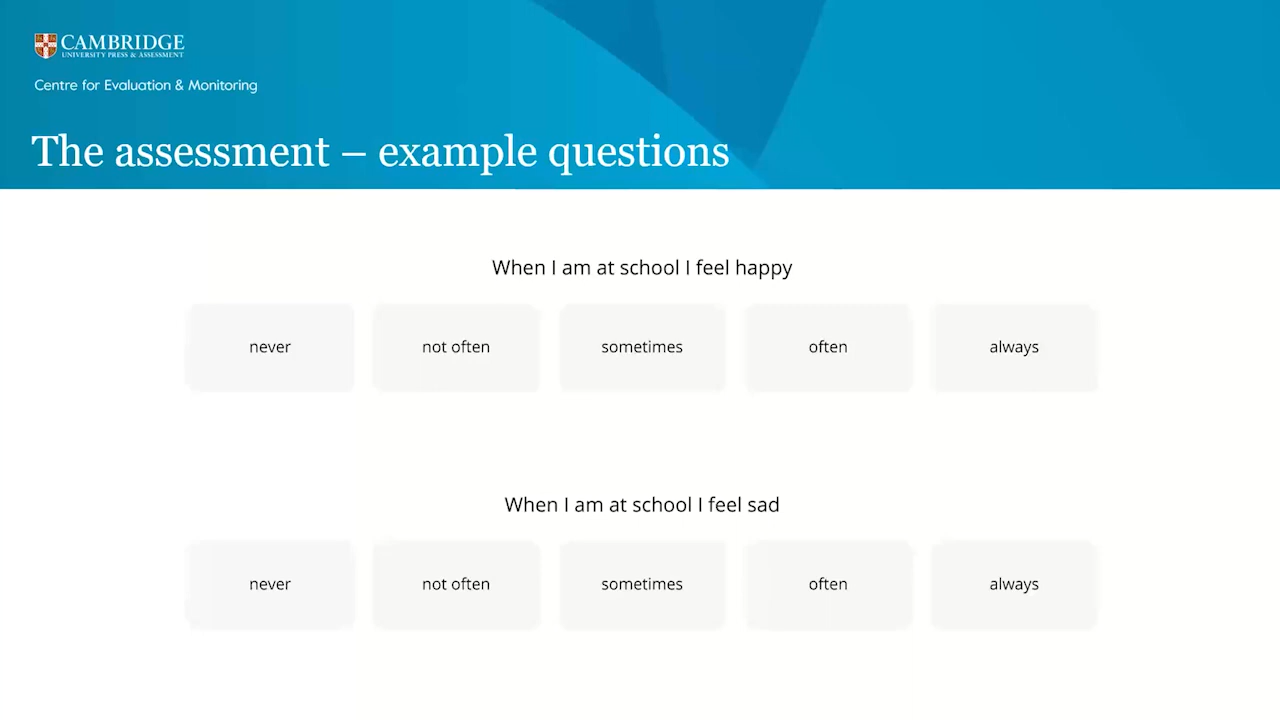 CAMBRIDGE
UNIVERSITY PRESS & ASSESSMENT
Centre for Evaluation & Monitoring
The assessment – example questions
When I am at school I feel happy
never not often sometimes often always
When I am at school I feel sad
never not often sometimes often always